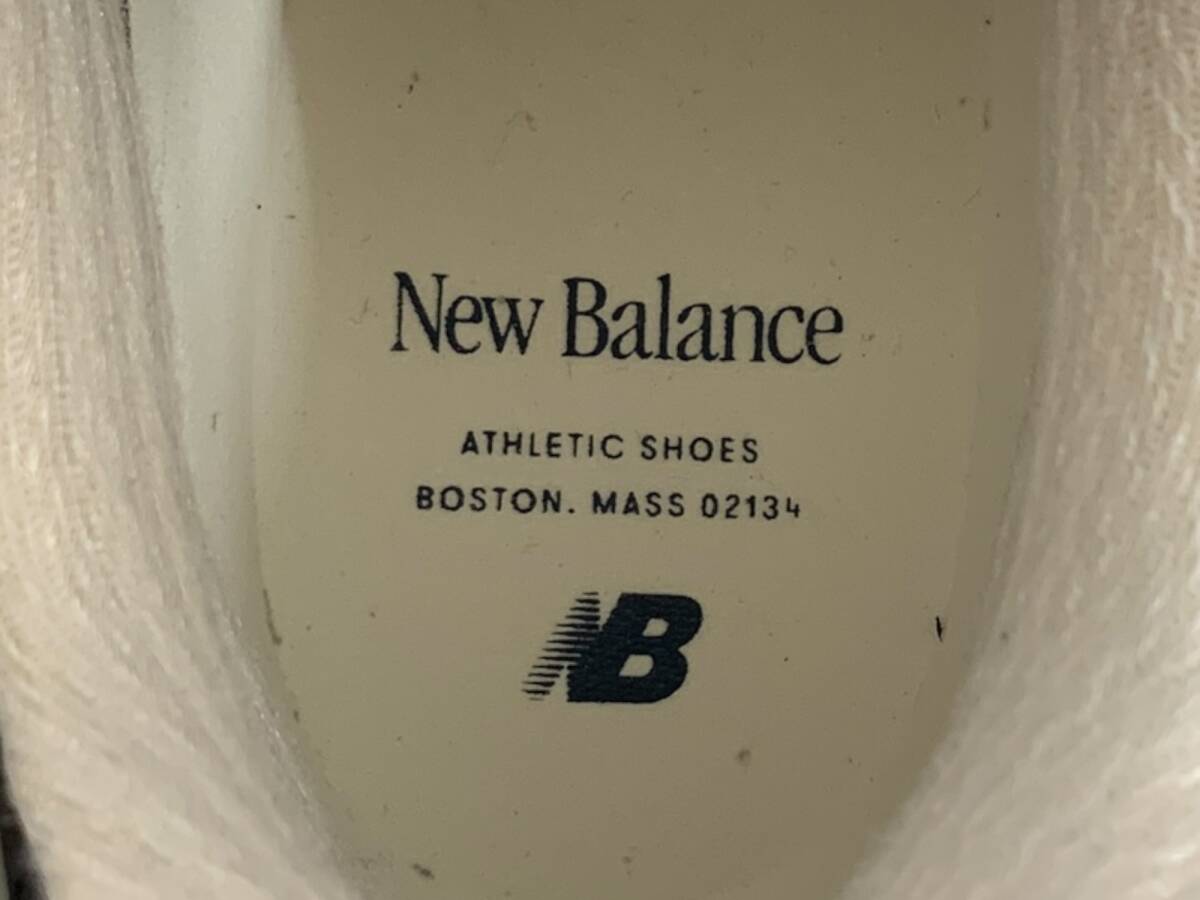 New Balance
ATHLETIC SHOES
BOSTON. MASS 02134
NB